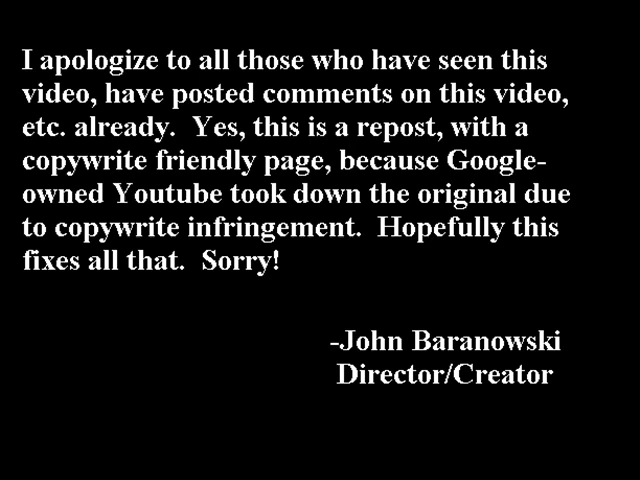 I apologize to all those who have seen this
video, have posted comments on this video,
etc. already.  Yes, this is a repost, with a
copywrite friendly page, because Google-
owned Youtube took down the original due
to copywrite infringement.  Hopefully this
fixes all that.  Sorry!
-John Baranowski
Director/Creator